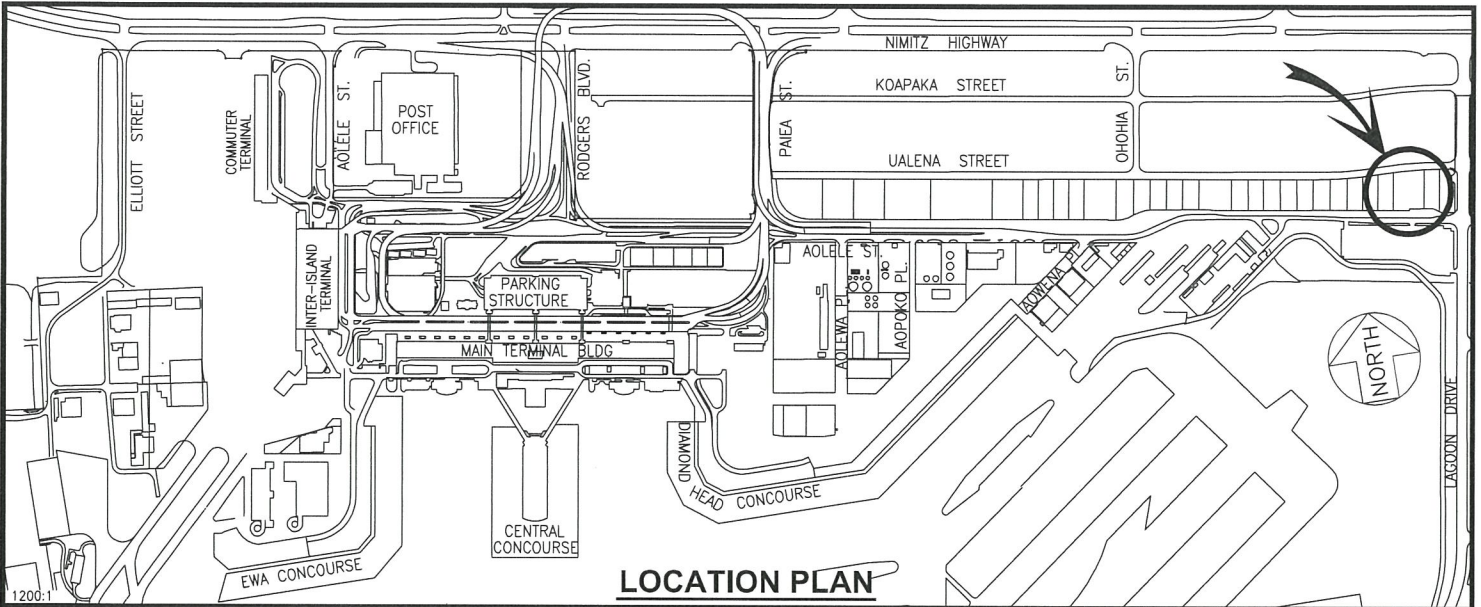 NIMITZ HIGHWAY
KOAPAKA STREET
UALENA STREET
ELLIOTT STREET
COMMUTER
TERMINAL
AOLELE ST.
POST
OFFICE
RODGERS BLVD.
PAIEA ST.
OHOHIA ST.
INTER-ISLAND
TERMINAL
PARKING
STRUCTURE
MAIN TERMINAL BLDG
AOLELE ST.
AOLEWA PL.
AOPOKO PL.
AOWENA PL.
NORTH
LAGOON DRIVE
DIAMOND
HEAD CONCOURSE
CENTRAL
CONCOURSE
EWA CONCOURSE
LOCATION PLAN
1200:1